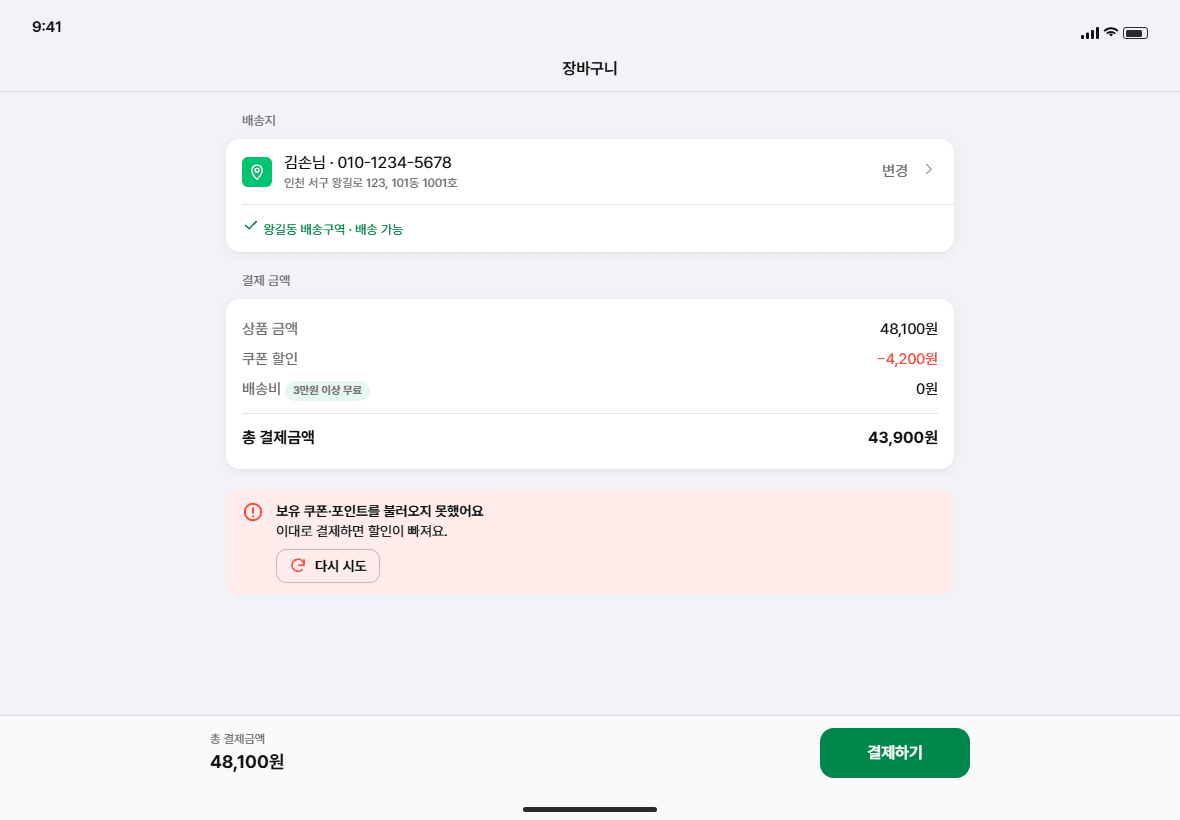 9:41
장바구니
배송지
김손님 · 010-1234-5678
인천 서구 왕길로 123, 101동 1001호
변경
왕길동 배송구역 · 배송 가능
결제 금액
상품 금액 48,100원
쿠폰 할인 −4,200원
배송비 3만원 이상 무료 0원
총 결제금액 43,900원
보유 쿠폰·포인트를 불러오지 못했어요
이대로 결제하면 할인이 빠져요.
다시 시도
총 결제금액
48,100원
결제하기